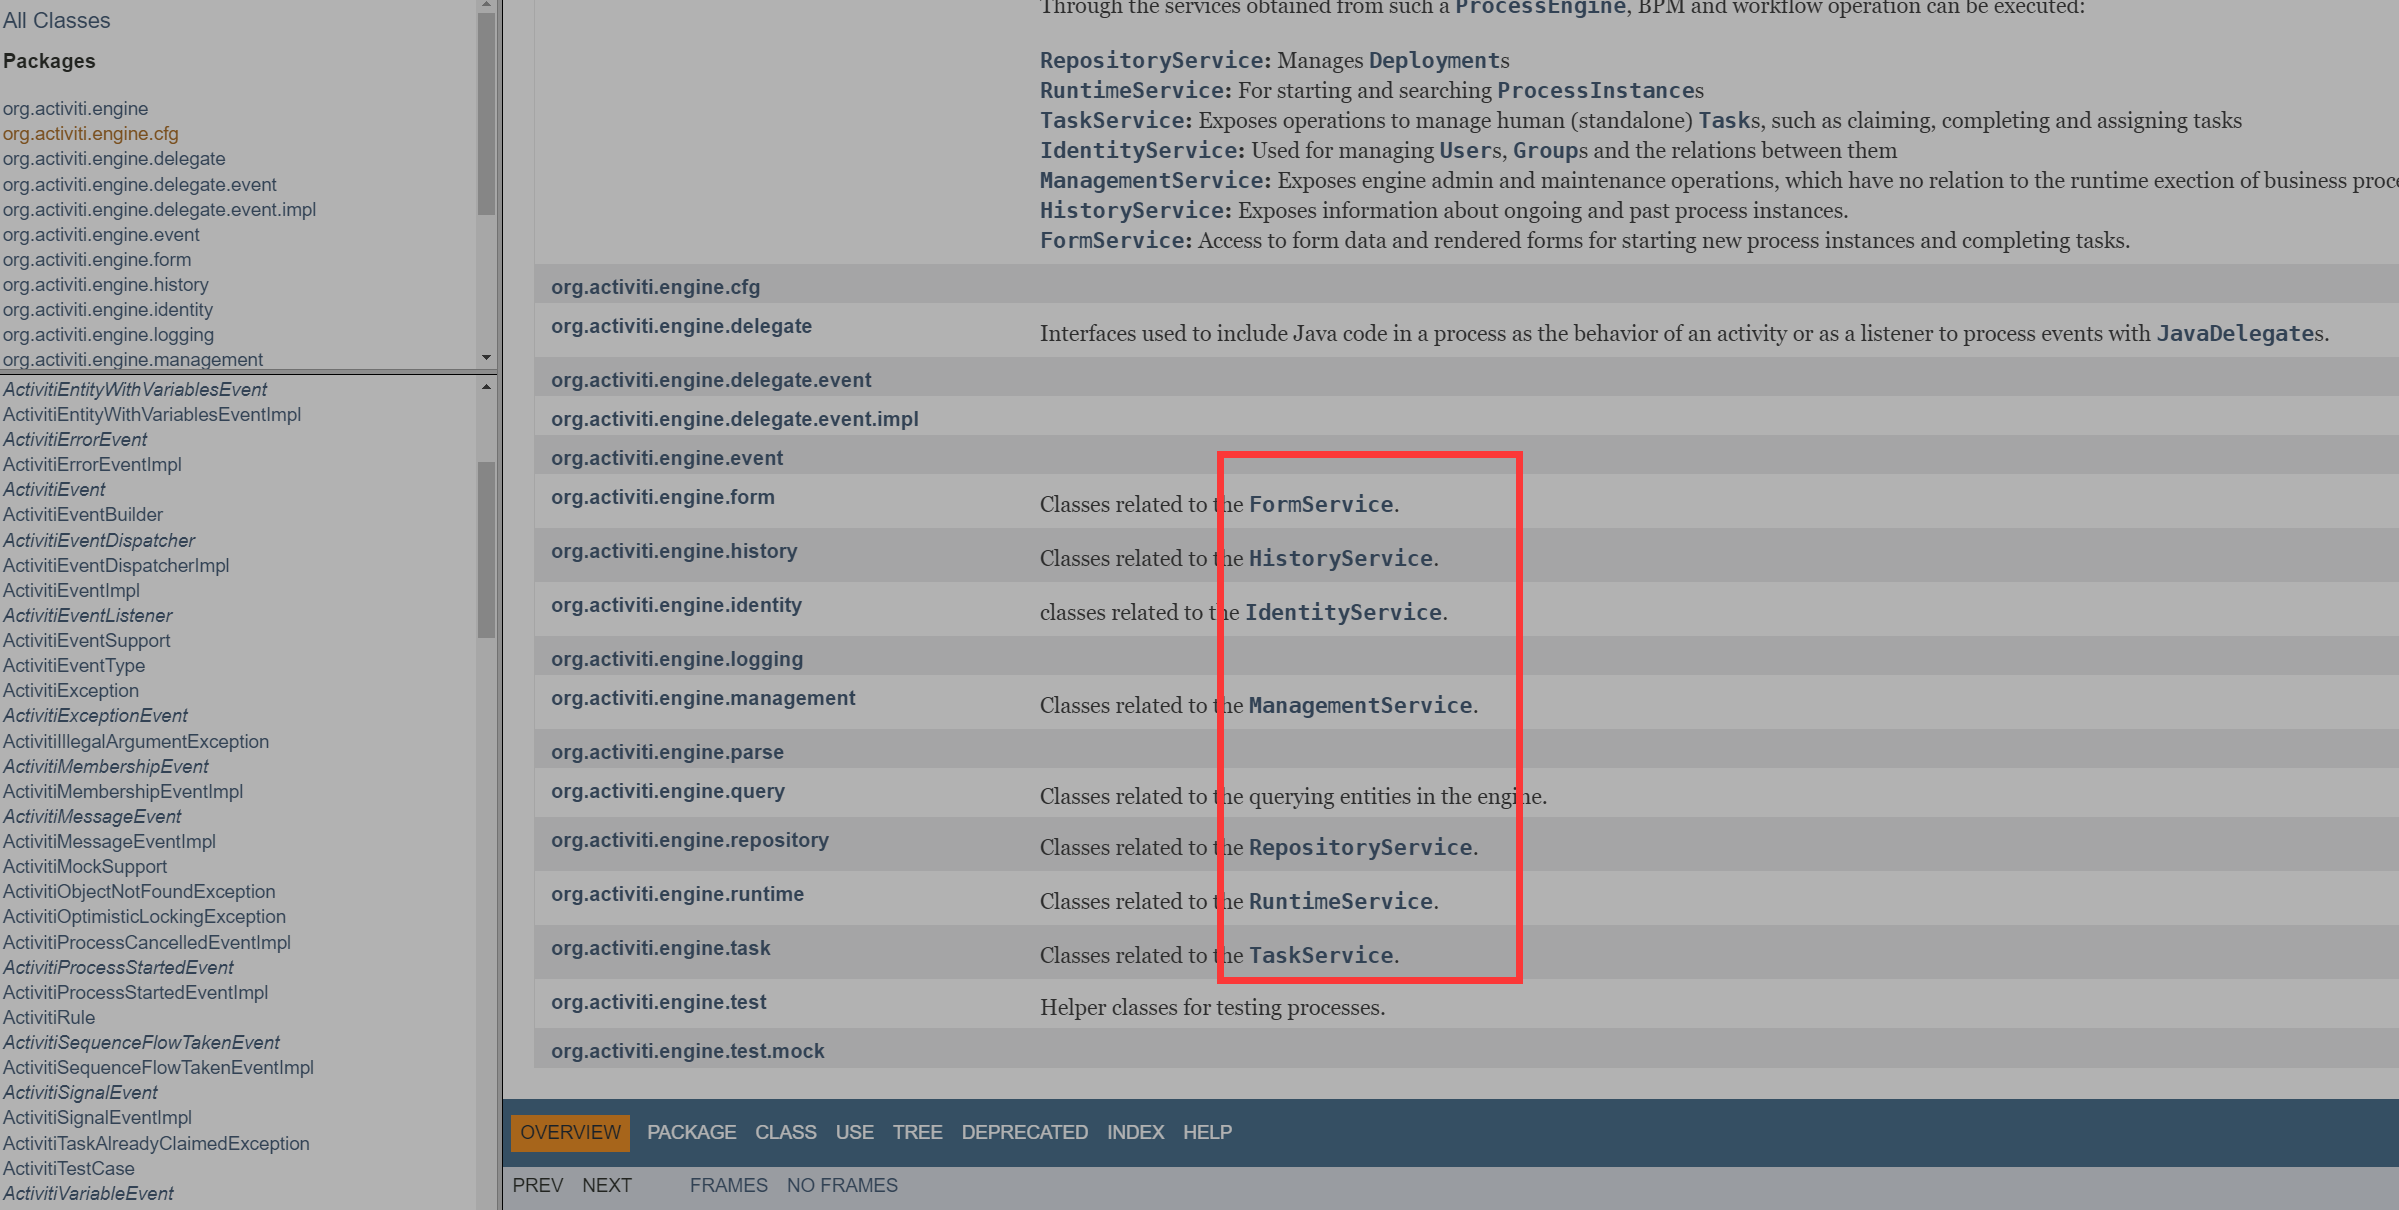 All Classes
Packages
org.activiti.engine
org.activiti.engine.cfg
org.activiti.engine.delegate
org.activiti.engine.delegate.event
org.activiti.engine.delegate.event.impl
org.activiti.engine.event
org.activiti.engine.form
org.activiti.engine.history
org.activiti.engine.identity
org.activiti.engine.logging
org.activiti.engine.management
ActivitiEntityWithVariablesEvent
ActivitiEntityWithVariablesEventImpl
ActivitiErrorEvent
ActivitiErrorEventImpl
ActivitiEvent
ActivitiEventBuilder
ActivitiEventDispatcher
ActivitiEventDispatcherImpl
ActivitiEventImpl
ActivitiEventListener
ActivitiEventSupport
ActivitiEventType
ActivitiException
ActivitiExceptionEvent
ActivitiIllegalArgumentException
ActivitiMembershipEvent
ActivitiMembershipEventImpl
ActivitiMessageEvent
ActivitiMessageEventImpl
ActivitiMockSupport
ActivitiObjectNotFoundException
ActivitiOptimisticLockingException
ActivitiProcessCancelledEventImpl
ActivitiProcessStartedEvent
ActivitiProcessStartedEventImpl
ActivitiRule
ActivitiSequenceFlowTakenEvent
ActivitiSequenceFlowTakenEventImpl
ActivitiSignalEvent
ActivitiSignalEventImpl
ActivitiTaskAlreadyClaimedException
ActivitiTestCase
ActivitiVariableEvent
Through the services obtained from such a ProcessEngine, BPM and workflow operation can be executed:
RepositoryService: Manages Deployments
RuntimeService: For starting and searching ProcessInstances
TaskService: Exposes operations to manage human (standalone) Tasks, such as claiming, completing and assigning tasks
IdentityService: Used for managing Users, Groups and the relations between them
ManagementService: Exposes engine admin and maintenance operations, which have no relation to the runtime exection of business proce
HistoryService: Exposes information about ongoing and past process instances.
FormService: Access to form data and rendered forms for starting new process instances and completing tasks.
org.activiti.engine.cfg
org.activiti.engine.delegate Interfaces used to include Java code in a process as the behavior of an activity or as a listener to process events with JavaDelegates.
org.activiti.engine.delegate.event
org.activiti.engine.delegate.event.impl
org.activiti.engine.event
org.activiti.engine.form Classes related to the FormService.
org.activiti.engine.history Classes related to the HistoryService.
org.activiti.engine.identity classes related to the IdentityService.
org.activiti.engine.logging
org.activiti.engine.management Classes related to the ManagementService.
org.activiti.engine.parse
org.activiti.engine.query Classes related to the querying entities in the engine.
org.activiti.engine.repository Classes related to the RepositoryService.
org.activiti.engine.runtime Classes related to the RuntimeService.
org.activiti.engine.task Classes related to the TaskService.
org.activiti.engine.test Helper classes for testing processes.
org.activiti.engine.test.mock
OVERVIEW PACKAGE CLASS USE TREE DEPRECATED INDEX HELP
PREV NEXT FRAMES NO FRAMES